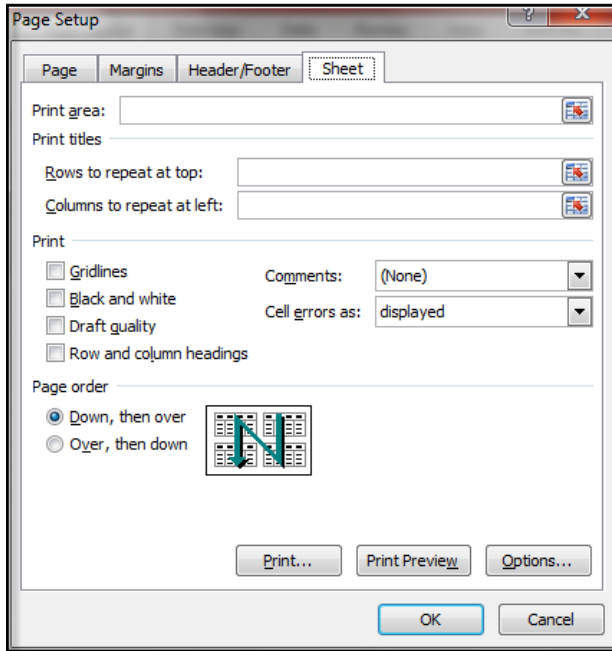 Page Setup
?
Page Margins Header/Footer Sheet
Print area:
Print titles
Rows to repeat at top:
Columns to repeat at left:
Print
Gridlines Comments: (None)
Black and white
Cell errors as: displayed
Draft quality
Row and column headings
Page order
Down, then over
Over, then down
Print... Print Preview Options...
OK Cancel